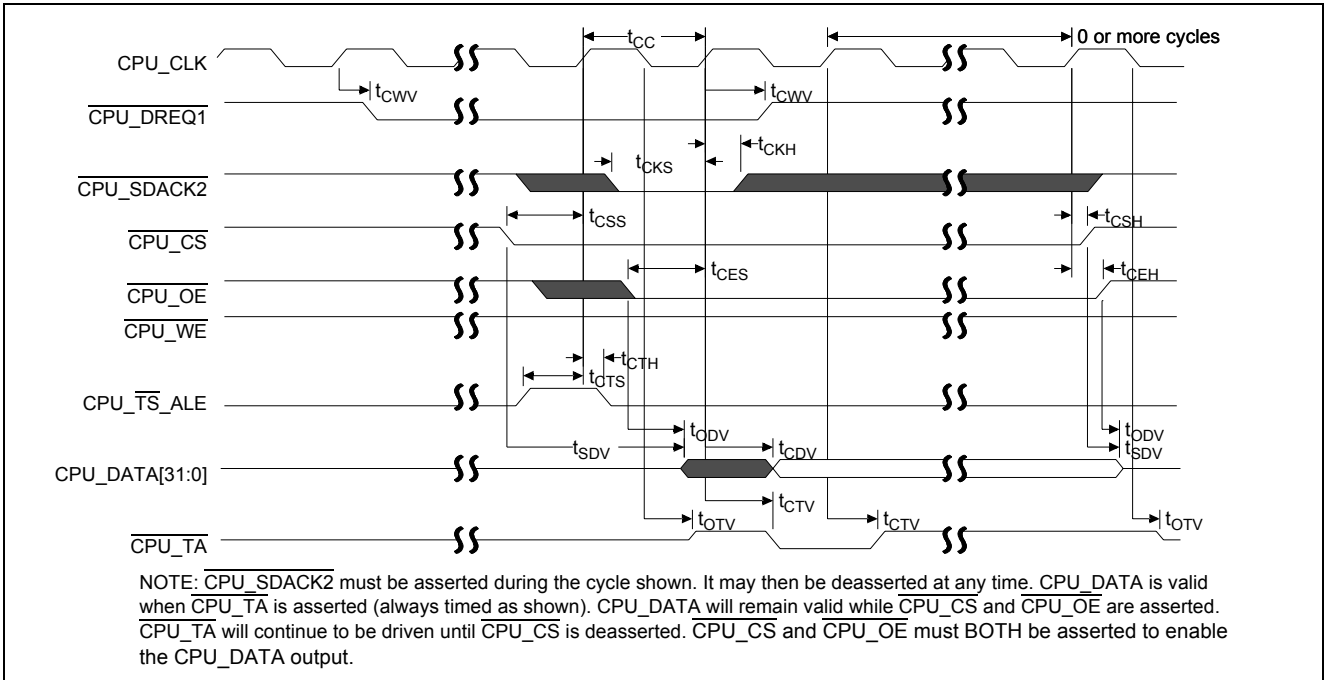 tCC
0 or more cycles
CPU_CLK
tCWV
tCWV
CPU_DREQ1
tCKH
tCKS
CPU_SDACK2
tCSS
tCSH
CPU_CS
tCES
tCEH
CPU_OE
CPU_WE
tCTH
tCTS
CPU_TS_ALE
tODV
tODV
tSDV
tCDV
tSDV
CPU_DATA[31:0]
tCTV
tOTV
tCTV
tOTV
CPU_TA
NOTE: CPU_SDACK2 must be asserted during the cycle shown. It may then be deasserted at any time. CPU_DATA is valid
when CPU_TA is asserted (always timed as shown). CPU_DATA will remain valid while CPU_CS and CPU_OE are asserted.
CPU_TA will continue to be driven until CPU_CS is deasserted. CPU_CS and CPU_OE must BOTH be asserted to enable
the CPU_DATA output.